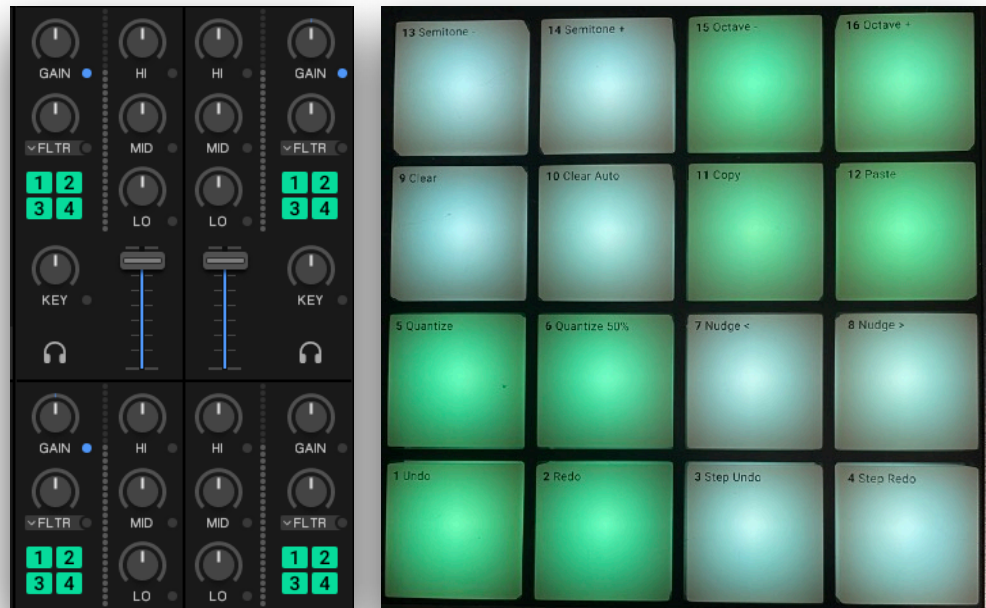 GAIN HI HI GAIN
FLTR MID MID FLTR
1 2 1 2
3 4 3 4
LO LO
KEY KEY
GAIN HI HI GAIN
FLTR MID MID FLTR
1 2 1 2
3 4 3 4
LO LO
13 Semitone - 14 Semitone + 15 Octave - 16 Octave +
9 Clear 10 Clear Auto 11 Copy 12 Paste
5 Quantize 6 Quantize 50% 7 Nudge < 8 Nudge >
1 Undo 2 Redo 3 Step Undo 4 Step Redo